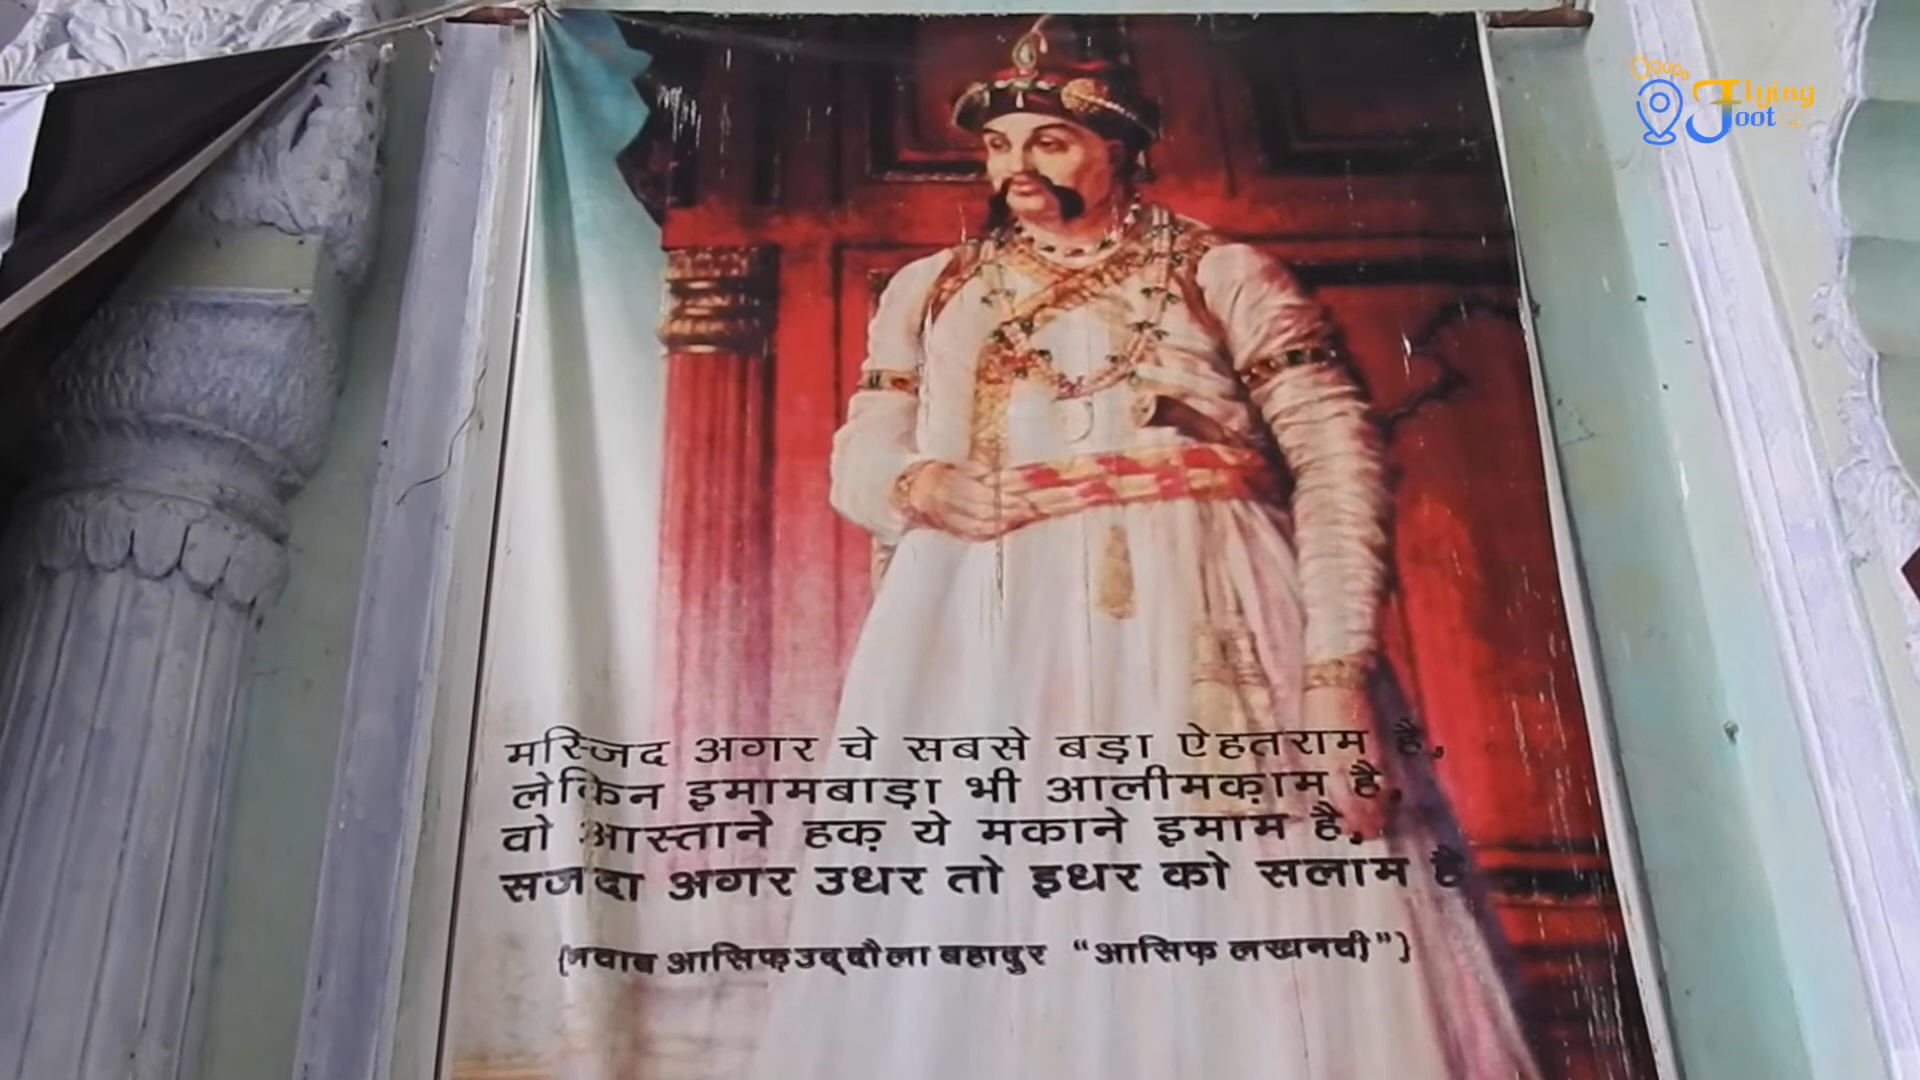 Flying
Foot
मस्जिद अगर चे सबसे बड़ा ऐहतराम है,
लेकिन इमामबाड़ा भी आलीमक़ाम है,
वो आस्ताने हक़ ये मकाने इमाम है,
सजदा अगर उधर तो इधर को सलाम है
(नवाब आसिफ़उद्दौला बहादुर “आसिफ़ लखनवी”)